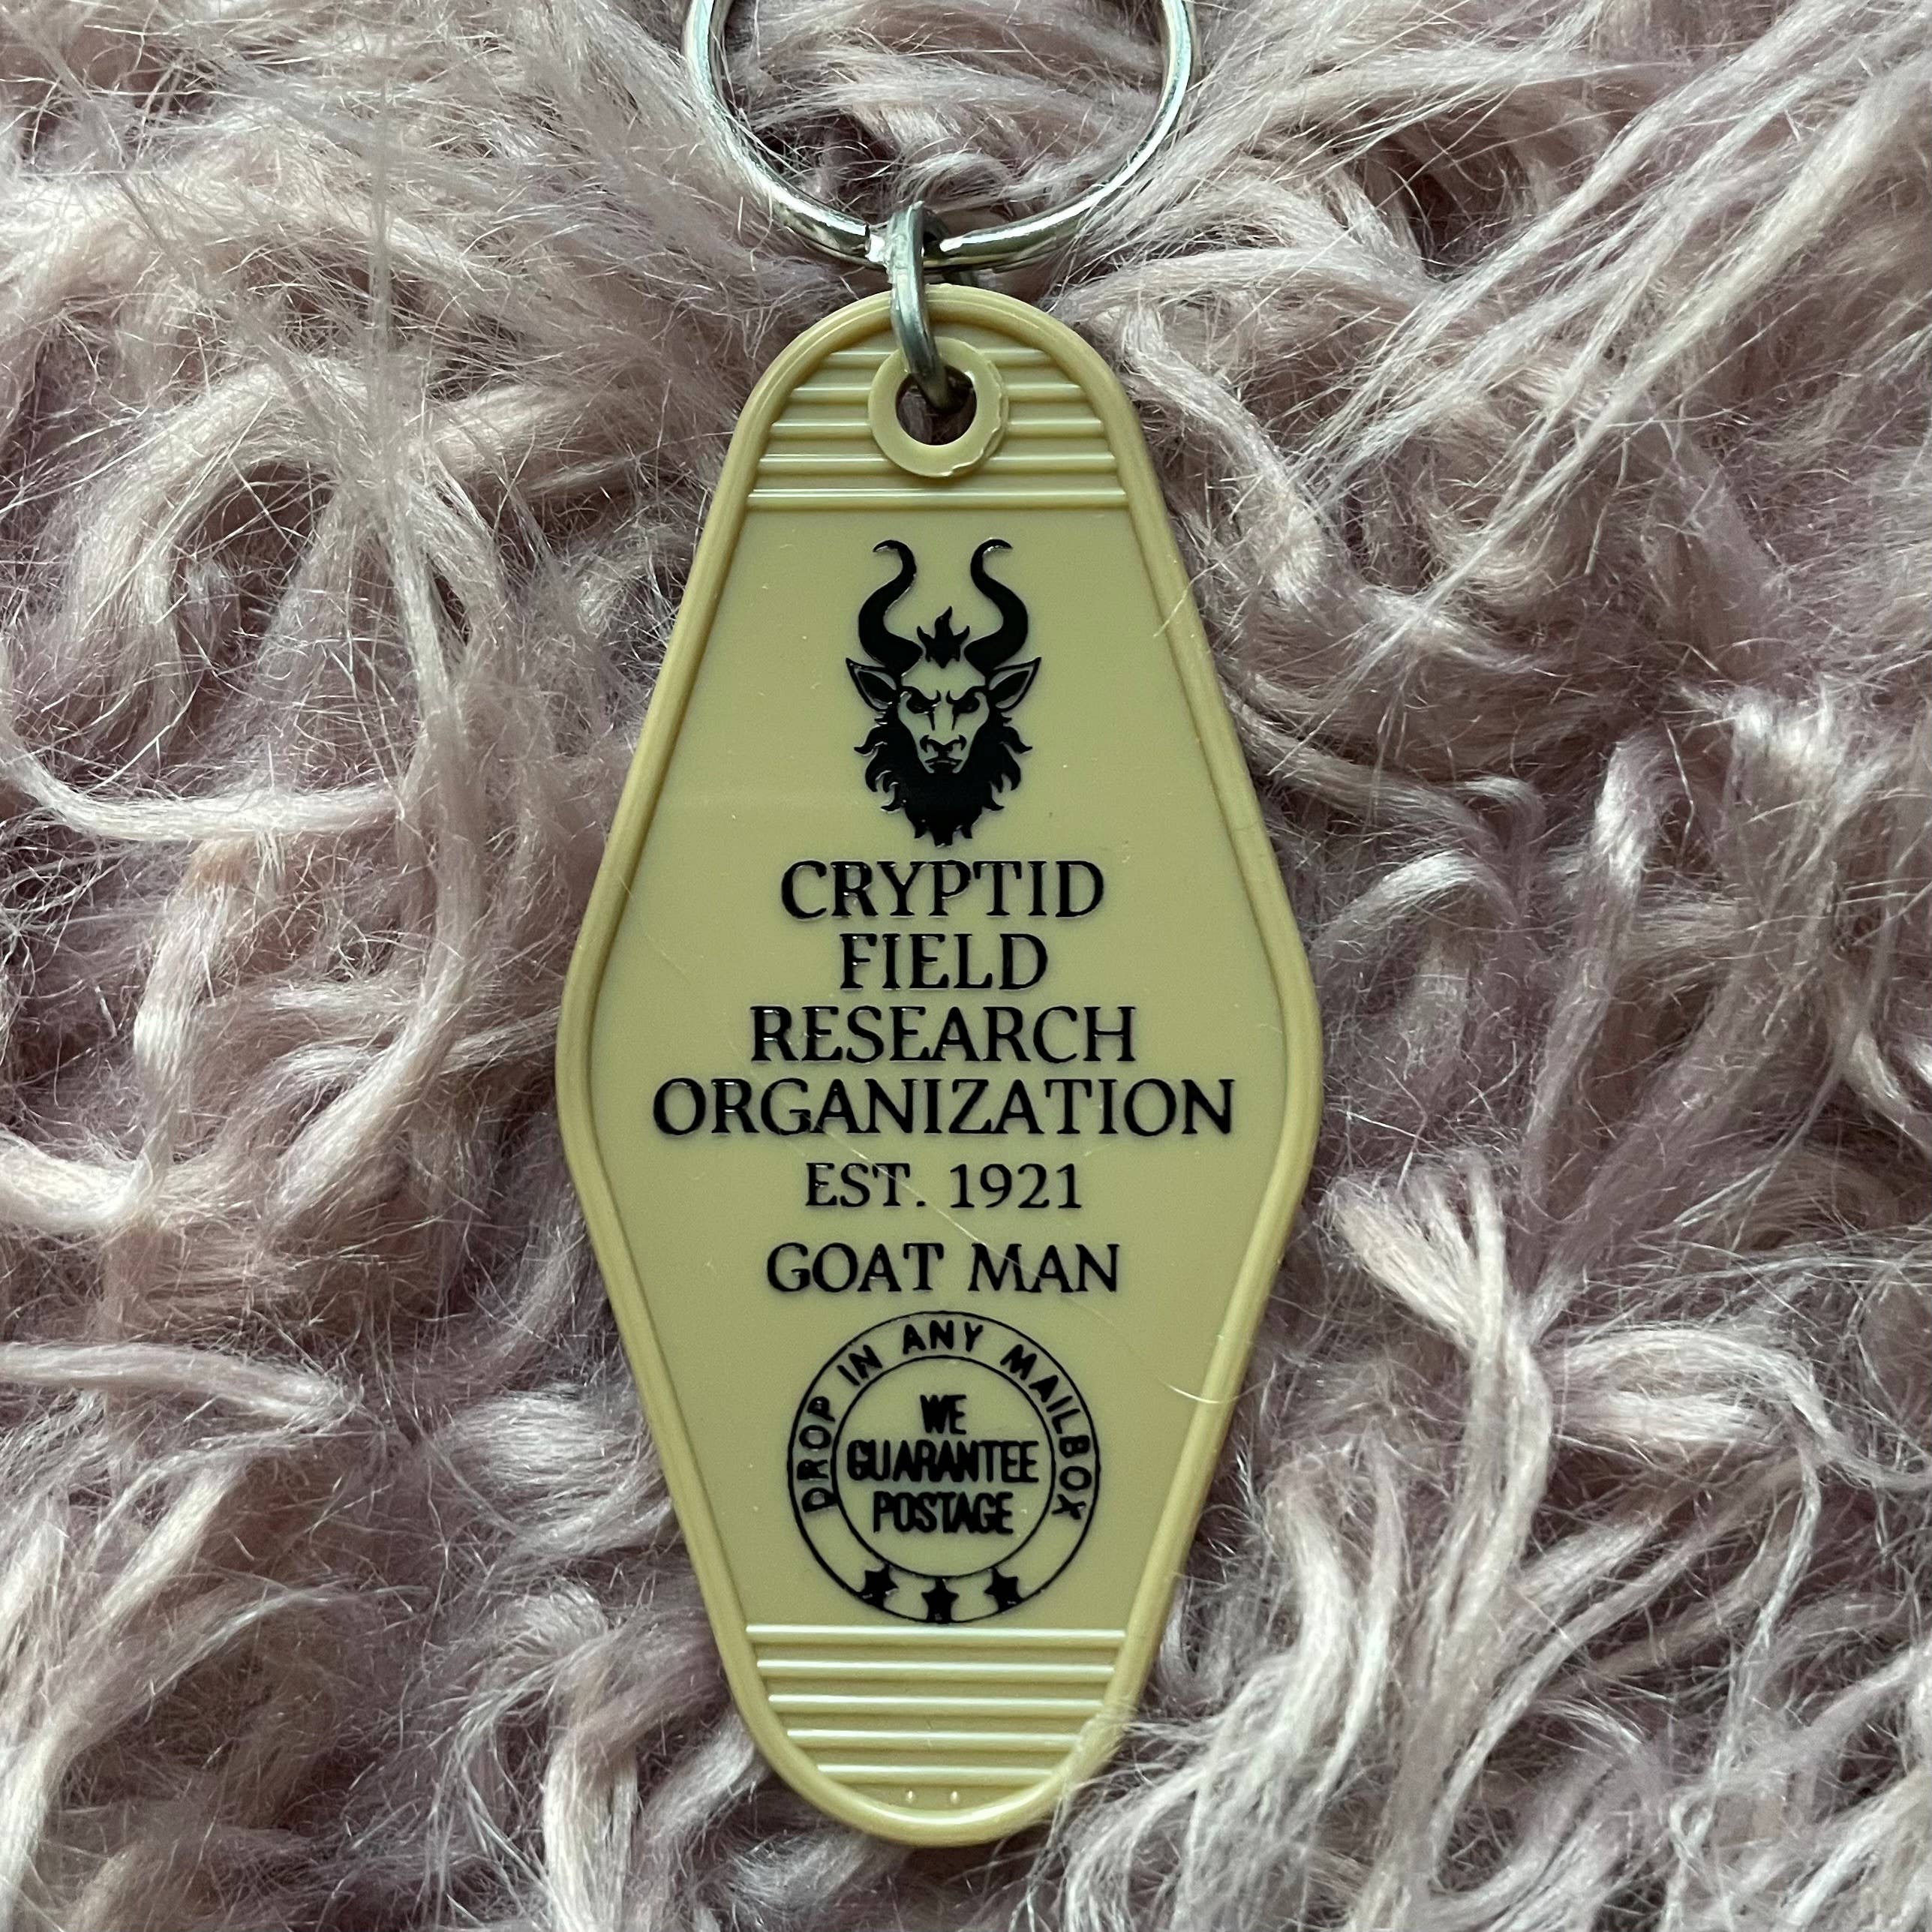 CRYPTID
FIELD
RESEARCH
ORGANIZATION
EST. 1921
GOAT MAN
DROP IN ANY MAILBOX
WE
GUARANTEE
POSTAGE